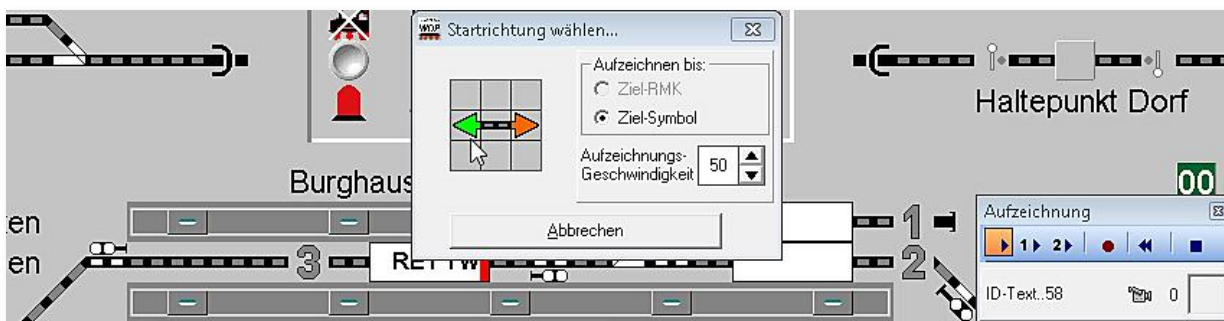 WDP Startrichtung wählen...
Aufzeichnen bis:
Ziel-RMK
Ziel-Symbol
Aufzeichnungs-
Geschwindigkeit 50
Abbrechen
Haltepunkt Dorf
Burghaus
00
en
1
en
3
2
Aufzeichnung
1 2
ID-Text..58 0